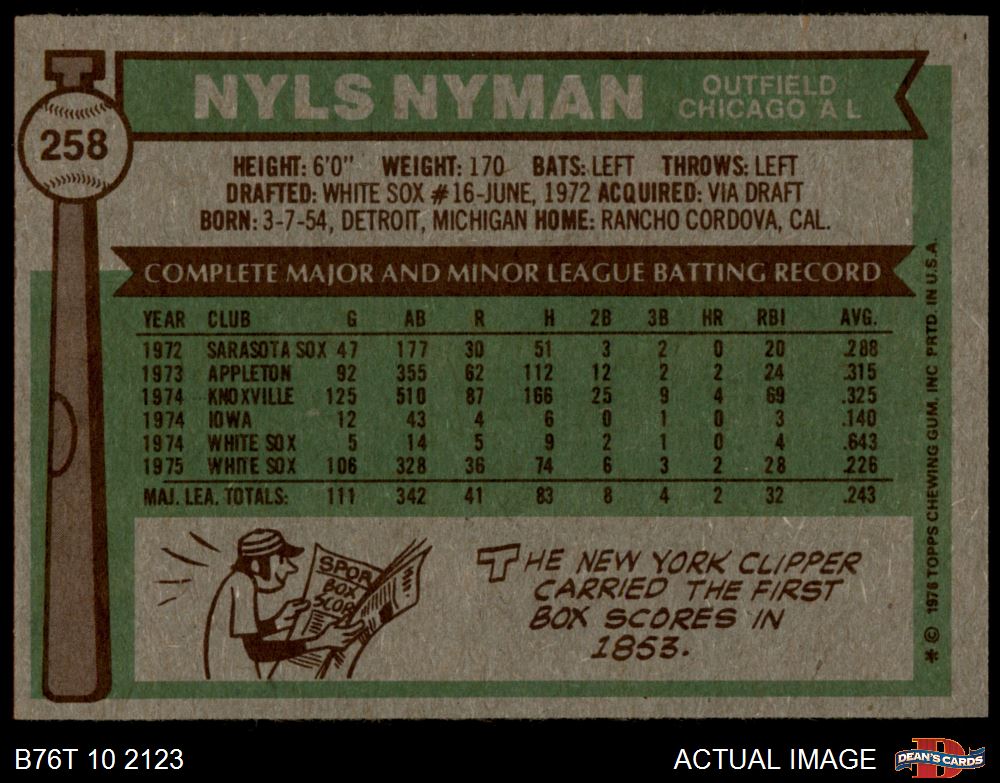 258
NYLS NYMAN
OUTFIELD
CHICAGO A L
HEIGHT: 6'0" WEIGHT: 170 BATS: LEFT THROWS: LEFT
DRAFTED: WHITE SOX #16-JUNE, 1972 ACQUIRED: VIA DRAFT
BORN: 3-7-54, DETROIT, MICHIGAN HOME: RANCHO CORDOVA, CAL.
COMPLETE MAJOR AND MINOR LEAGUE BATTING RECORD
YEAR CLUB G AB R H 2B 3B HR RBI AVG.
1972 SARASOTA SOX 47 177 30 51 3 2 0 20 .288
1973 APPLETON 92 355 62 112 12 2 2 24 .315
1974 KNOXVILLE 125 510 87 166 25 9 4 69 .325
1974 IOWA 12 43 4 6 0 1 0 3 .140
1974 WHITE SOX 5 14 5 9 2 1 0 4 .643
1975 WHITE SOX 106 328 36 74 6 3 2 28 .226
MAJ. LEA. TOTALS: 111 342 41 83 8 4 2 32 .243
SPOR
BOX
SCOR
THE NEW YORK CLIPPER
CARRIED THE FIRST
BOX SCORES IN
1853.
* © 1976 TOPPS CHEWING GUM, INC PRTD. IN U.S.A.
B76T 10 2123
ACTUAL IMAGE
D
DEAN'S CARDS